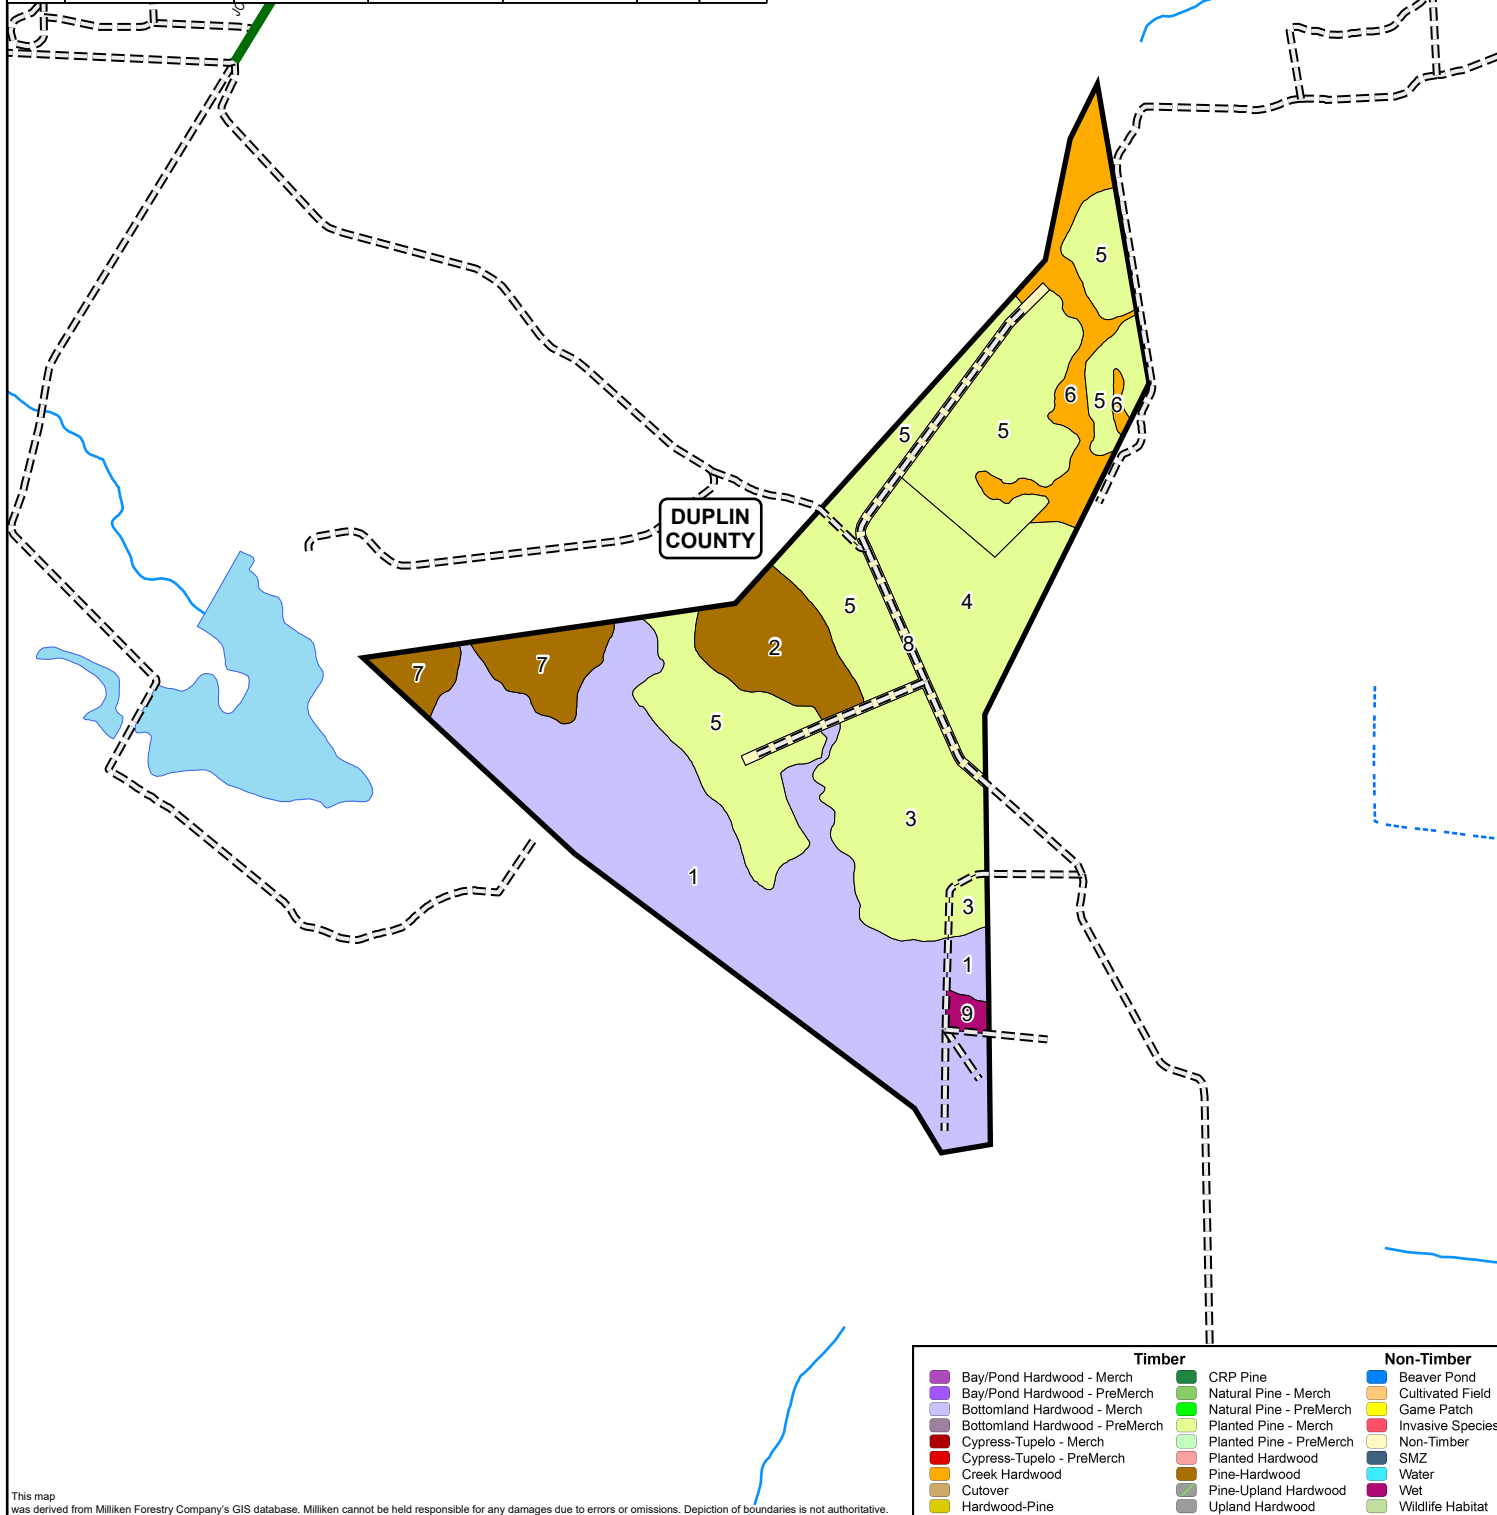 JO
5
5
6
5
6
5
DUPLIN
COUNTY
5
4
8
2
7
7
5
3
1
3
1
9
Timber
Non-Timber
Bay/Pond Hardwood - Merch
Bay/Pond Hardwood - PreMerch
Bottomland Hardwood - Merch
Bottomland Hardwood - PreMerch
Cypress-Tupelo - Merch
Cypress-Tupelo - PreMerch
Creek Hardwood
Cutover
Hardwood-Pine
CRP Pine
Natural Pine - Merch
Natural Pine - PreMerch
Planted Pine - Merch
Planted Pine - PreMerch
Planted Hardwood
Pine-Hardwood
Pine-Upland Hardwood
Upland Hardwood
Beaver Pond
Cultivated Field
Game Patch
Invasive Species
Non-Timber
SMZ
Water
Wet
Wildlife Habitat
This map
was derived from Milliken Forestry Company's GIS database. Milliken cannot be held responsible for any damages due to errors or omissions. Depiction of boundaries is not authoritative.